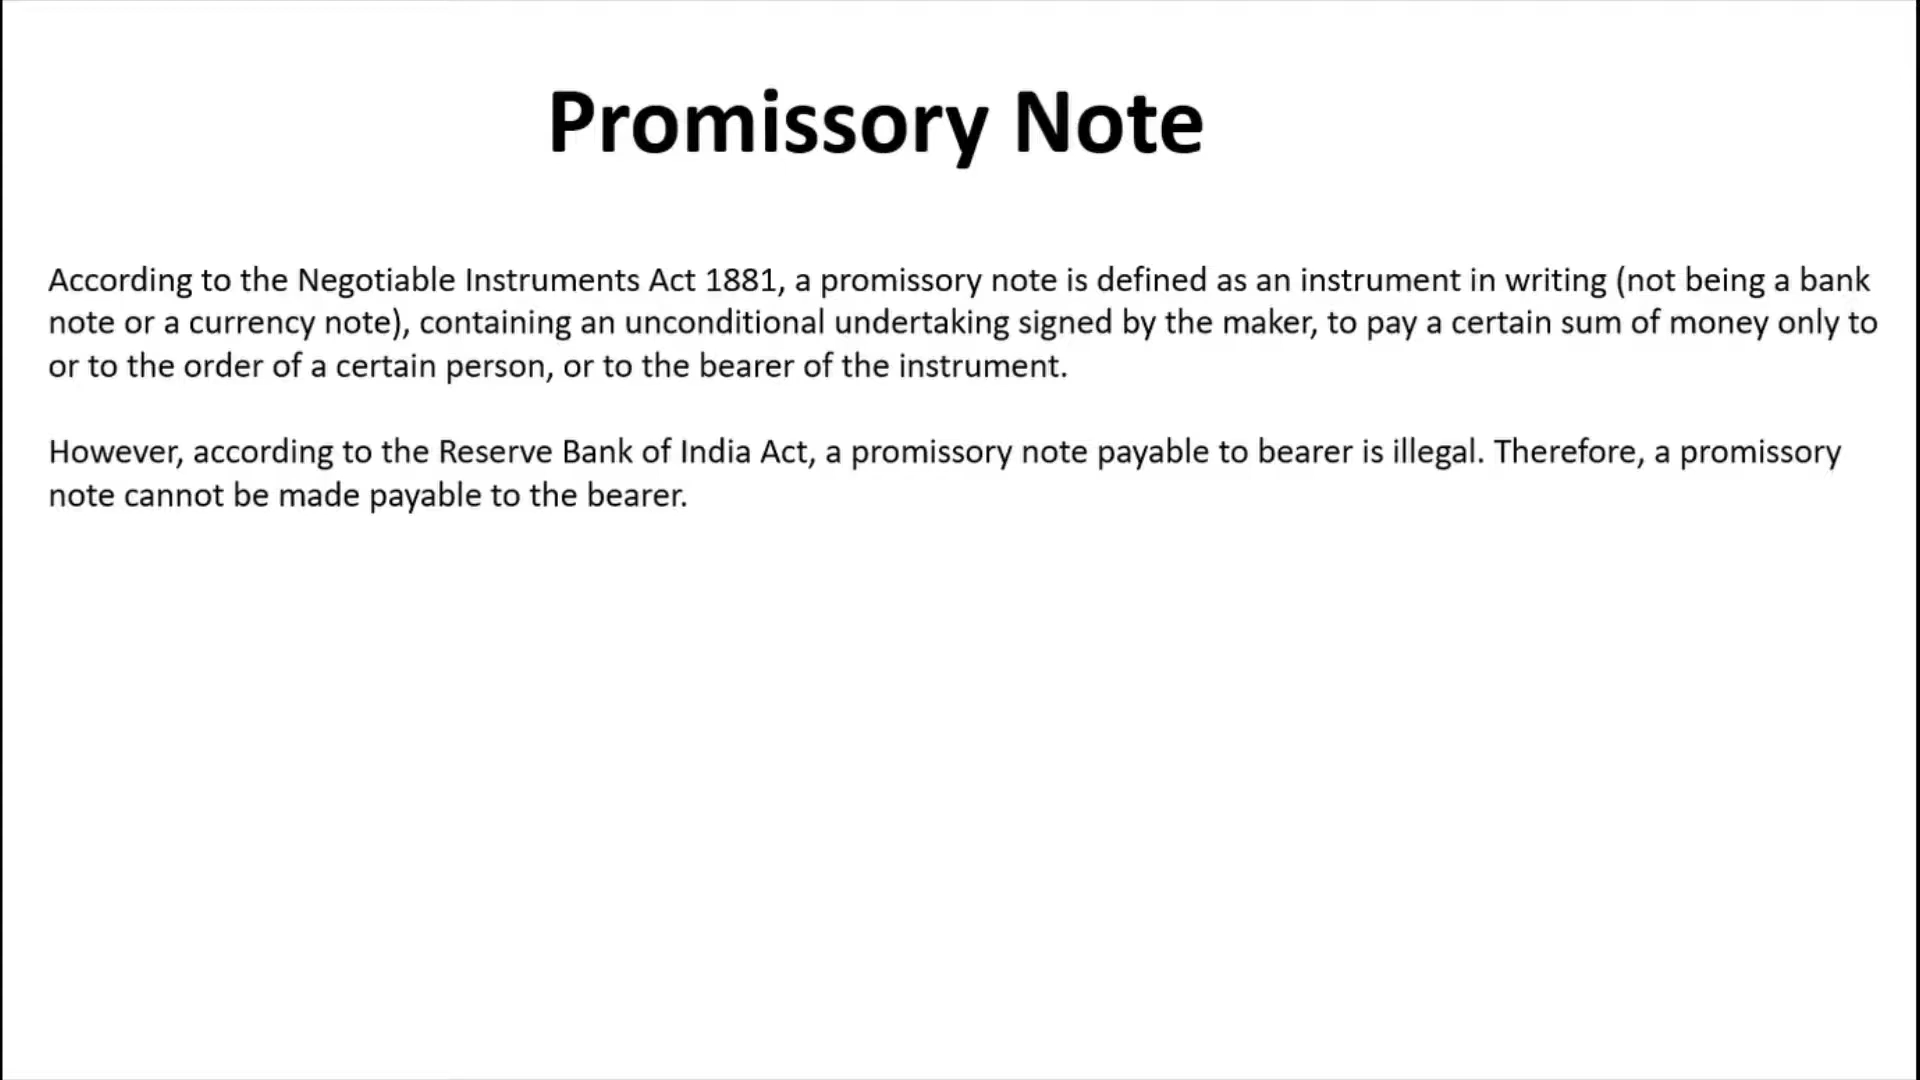 Promissory Note
According to the Negotiable Instruments Act 1881, a promissory note is defined as an instrument in writing (not being a bank
note or a currency note), containing an unconditional undertaking signed by the maker, to pay a certain sum of money only to
or to the order of a certain person, or to the bearer of the instrument.
However, according to the Reserve Bank of India Act, a promissory note payable to bearer is illegal. Therefore, a promissory
note cannot be made payable to the bearer.